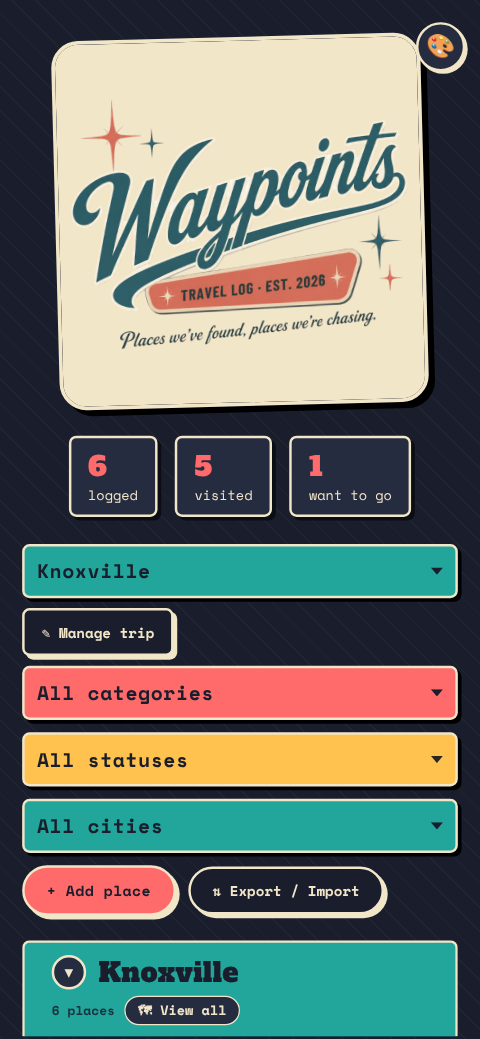 Waypoints
TRAVEL LOG · EST. 2026
Places we've found, places we're chasing.
6
logged
5
visited
1
want to go
Knoxville
✎ Manage trip
All categories
All statuses
All cities
+ Add place
⇅ Export / Import
Knoxville
6 places
View all